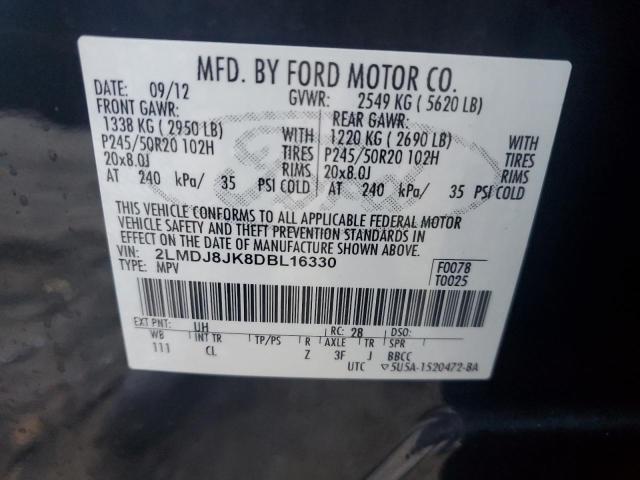 MFD. BY FORD MOTOR CO.
DATE: 09/12 GVWR: 2549 KG ( 5620 LB)
FRONT GAWR: REAR GAWR:
1338 KG ( 2950 LB) WITH 1220 KG ( 2690 LB) WITH
P245/50R20 102H TIRES P245/50R20 102H TIRES
20x8.0J RIMS 20x8.0J RIMS
AT 240 kPa/ 35 PSI COLD AT 240 kPa/ 35 PSI COLD
THIS VEHICLE CONFORMS TO ALL APPLICABLE FEDERAL MOTOR
VEHICLE SAFETY AND THEFT PREVENTION STANDARDS IN
EFFECT ON THE DATE OF MANUFACTURE SHOWN ABOVE.
VIN: 2LMDJ8JK8DBL16330 F0078
TYPE: MPV T0025
EXT PNT: UH RC: 28 DSO:
WB INT TR TP/PS R AXLE TR SPR
111 CL Z 3F J BBCC
UTC ▽5U5A-1520472-BA
Ford